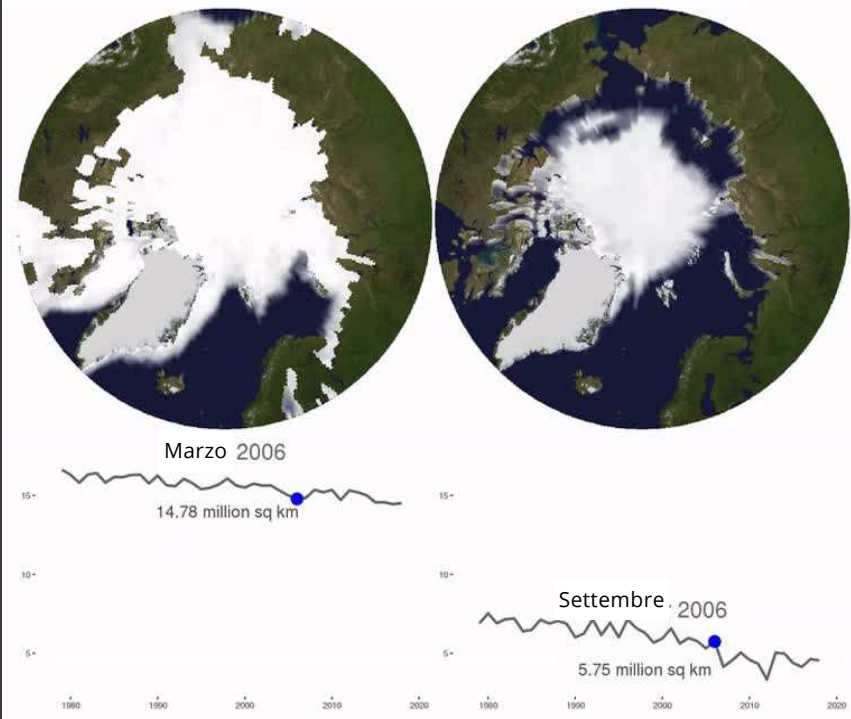 Marzo 2006
15-
14.78 million sq km
10-
5-
1980 1990 2000 2010 2020
15-
10-
Settembre 2006
5-
5.75 million sq km
1980 1990 2000 2010 2020